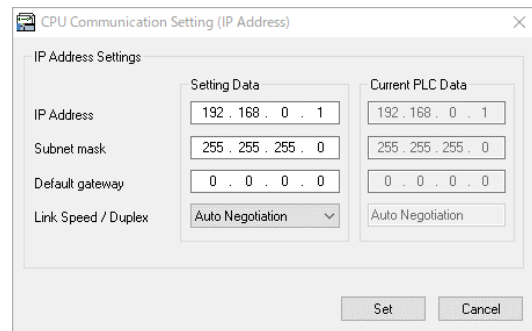 CPU Communication Setting (IP Address)
IP Address Settings
Setting Data Current PLC Data
IP Address 192 . 168 . 0 . 1 192 . 168 . 0 . 1
Subnet mask 255 . 255 . 255 . 0 255 . 255 . 255 . 0
Default gateway 0 . 0 . 0 . 0 0 . 0 . 0 . 0
Link Speed / Duplex Auto Negotiation Auto Negotiation
Set Cancel